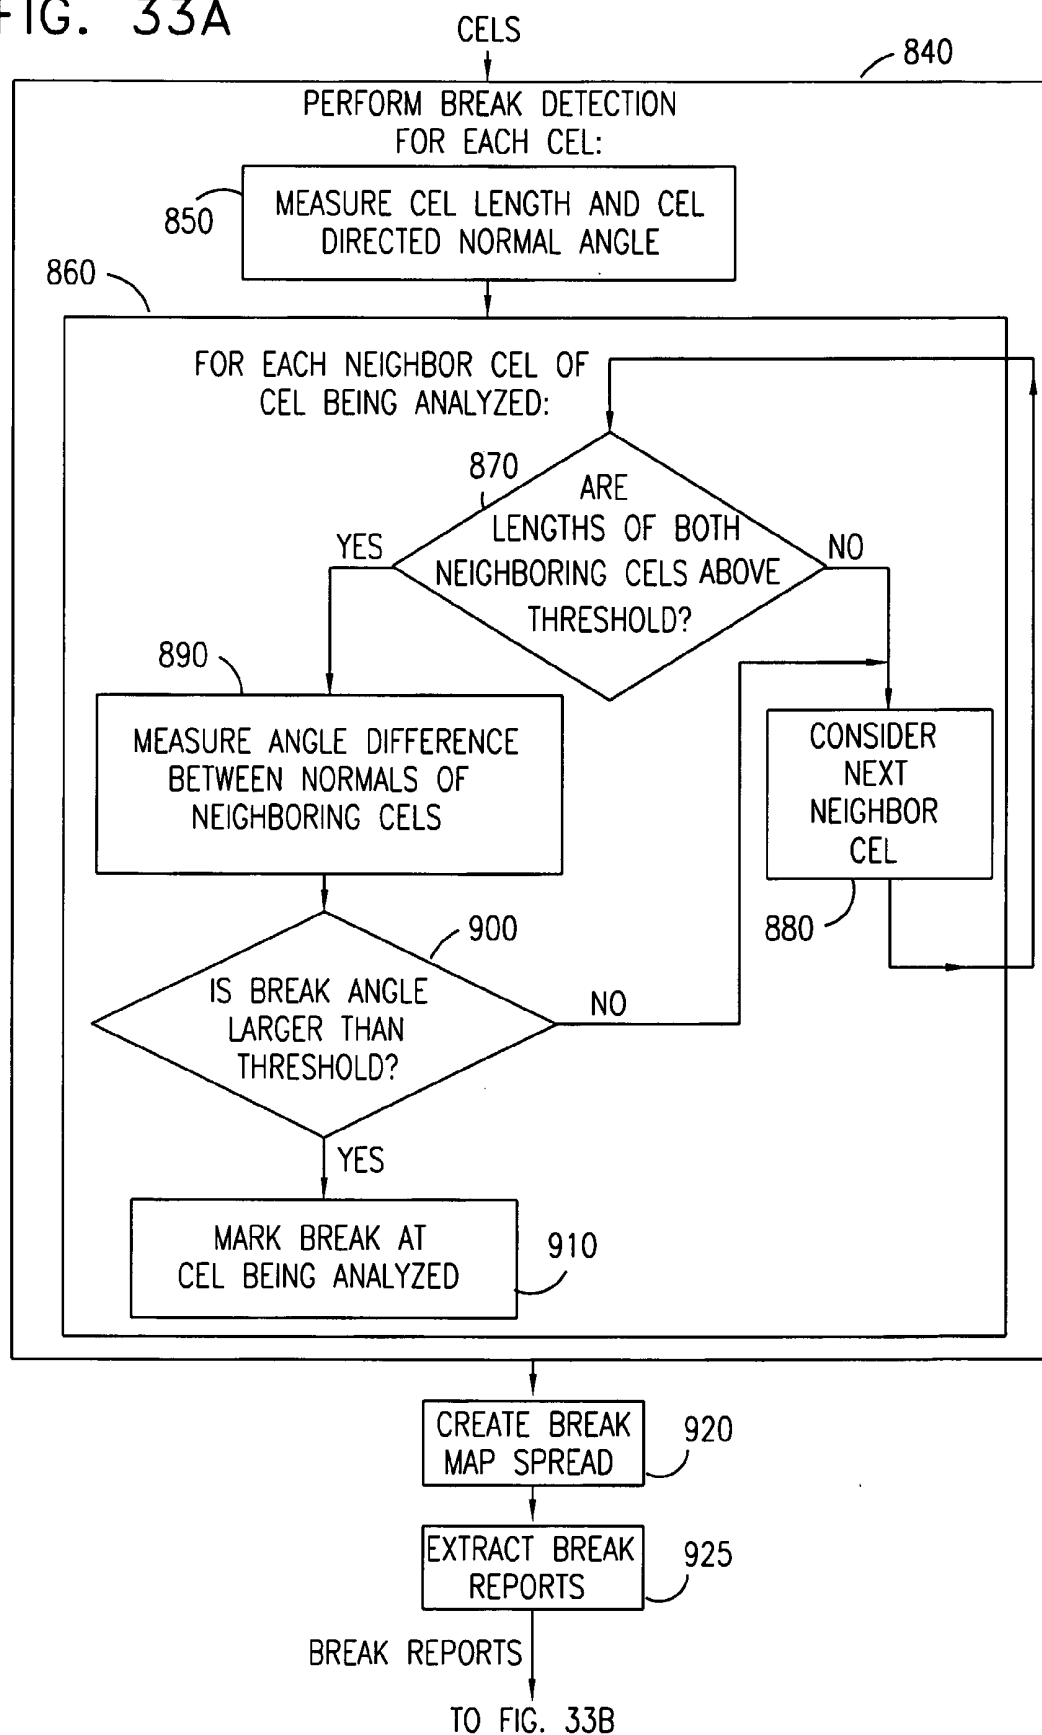 FIG. 33A
CELS
840
PERFORM BREAK DETECTION
FOR EACH CEL:
850
MEASURE CEL LENGTH AND CEL
DIRECTED NORMAL ANGLE
860
FOR EACH NEIGHBOR CEL OF
CEL BEING ANALYZED:
870
ARE
LENGTHS OF BOTH
NEIGHBORING CELS ABOVE
THRESHOLD?
YES
NO
890
MEASURE ANGLE DIFFERENCE
BETWEEN NORMALS OF
NEIGHBORING CELS
CONSIDER
NEXT
NEIGHBOR
CEL
880
900
IS BREAK ANGLE
LARGER THAN
THRESHOLD?
NO
YES
MARK BREAK AT
CEL BEING ANALYZED
910
CREATE BREAK
MAP SPREAD
920
EXTRACT BREAK
REPORTS
925
BREAK REPORTS
TO FIG. 33B